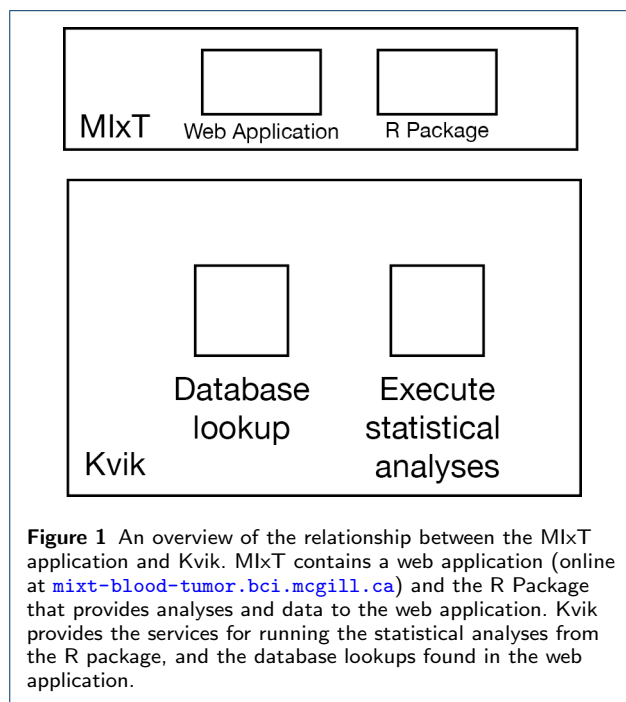 MIxT
Web Application
R Package
Database
lookup
Execute
statistical
analyses
Kvik
Figure 1 An overview of the relationship between the MIxT
application and Kvik. MIxT contains a web application (online
at mixt-blood-tumor.bci.mcgill.ca) and the R Package
that provides analyses and data to the web application. Kvik
provides the services for running the statistical analyses from
the R package, and the database lookups found in the web
application.